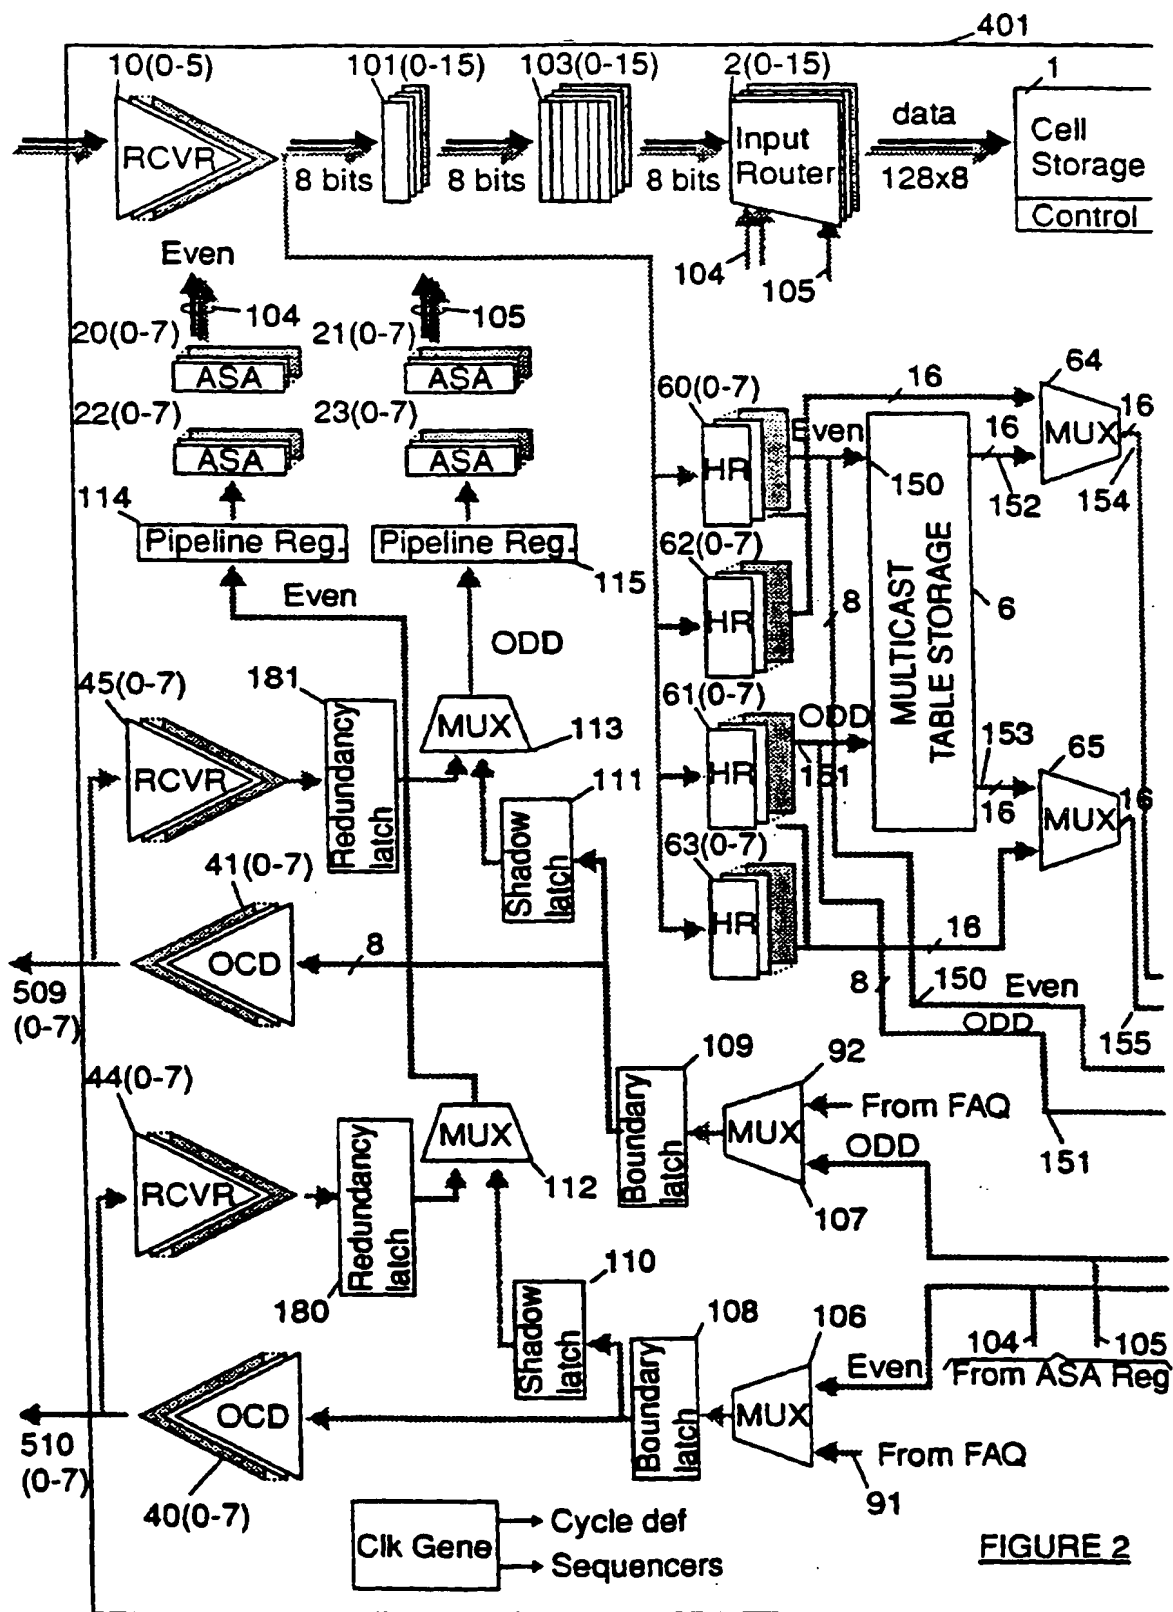 401
10(0-5)
101(0-15)
103(0-15)
2(0-15)
1
RCVR
8 bits
8 bits
8 bits
Input
Router
data
128x8
Cell
Storage
Control
104
105
Even
104
105
20(0-7)
21(0-7)
ASA
ASA
22(0-7)
23(0-7)
ASA
ASA
114
Pipeline Reg.
Pipeline Reg.
115
Even
ODD
60(0-7)
HR
Even
62(0-7)
HR
61(0-7)
HR
ODD
151
63(0-7)
HR
16
64
MUX
16
150
16
152
154
MULTICAST
TABLE STORAGE
6
8
153
16
65
MUX
16
16
8
150
Even
ODD
155
151
45(0-7)
RCVR
181
Redundancy
latch
MUX
113
111
Shadow
latch
41(0-7)
OCD
8
509
(0-7)
44(0-7)
RCVR
Redundancy
latch
180
MUX
112
109
Boundary
latch
92
MUX
From FAQ
ODD
107
110
Shadow
latch
108
Boundary
latch
106
MUX
Even
From FAQ
91
104
105
From ASA Reg
OCD
510
(0-7)
40(0-7)
Clk Gene
Cycle def
Sequencers
FIGURE 2